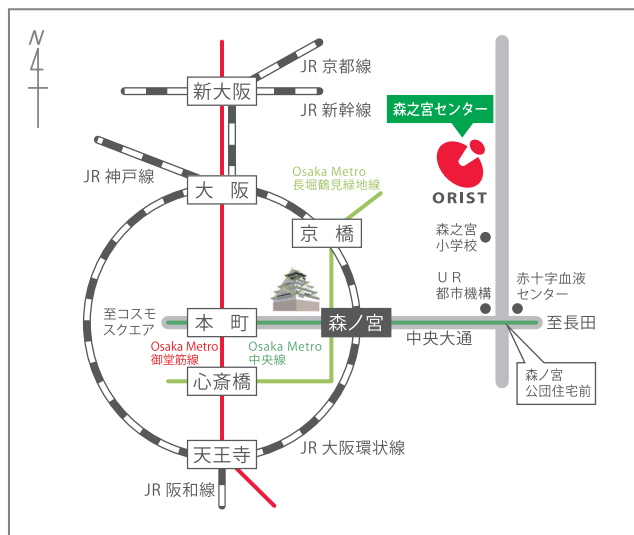 N
JR 京都線
新大阪
JR 新幹線
森之宮センター
JR 神戸線
大阪
Osaka Metro
長堀鶴見緑地線
ORIST
京橋
森之宮
小学校
UR
都市機構
赤十字血液
センター
至コスモ
スクエア
本町
森ノ宮
中央大通
至長田
Osaka Metro
御堂筋線
Osaka Metro
中央線
心斎橋
森ノ宮
公団住宅前
天王寺
JR 大阪環状線
JR 阪和線